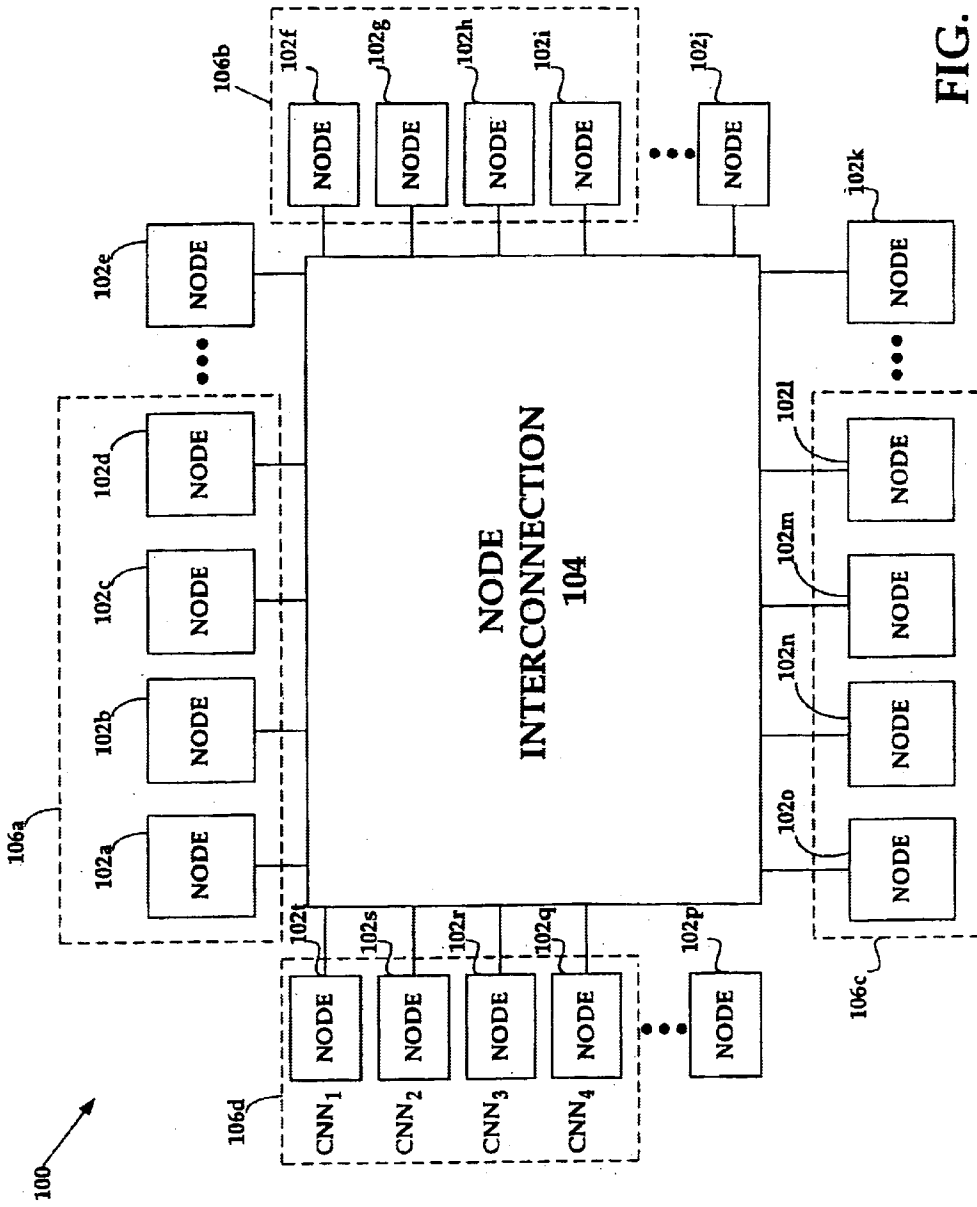 100
106a
102a 102b 102c 102d 102e
NODE NODE NODE NODE NODE
106d 102t 106b 102f
CNN1 NODE NODE
102s 102g
CNN2 NODE NODE
102r 102h
CNN3 NODE NODE
102q 102i
CNN4 NODE NODE
NODE
INTERCONNECTION
104
102p 102j
NODE NODE
106c 102o 102n 102m 102l 102k
NODE NODE NODE NODE NODE
FIG.